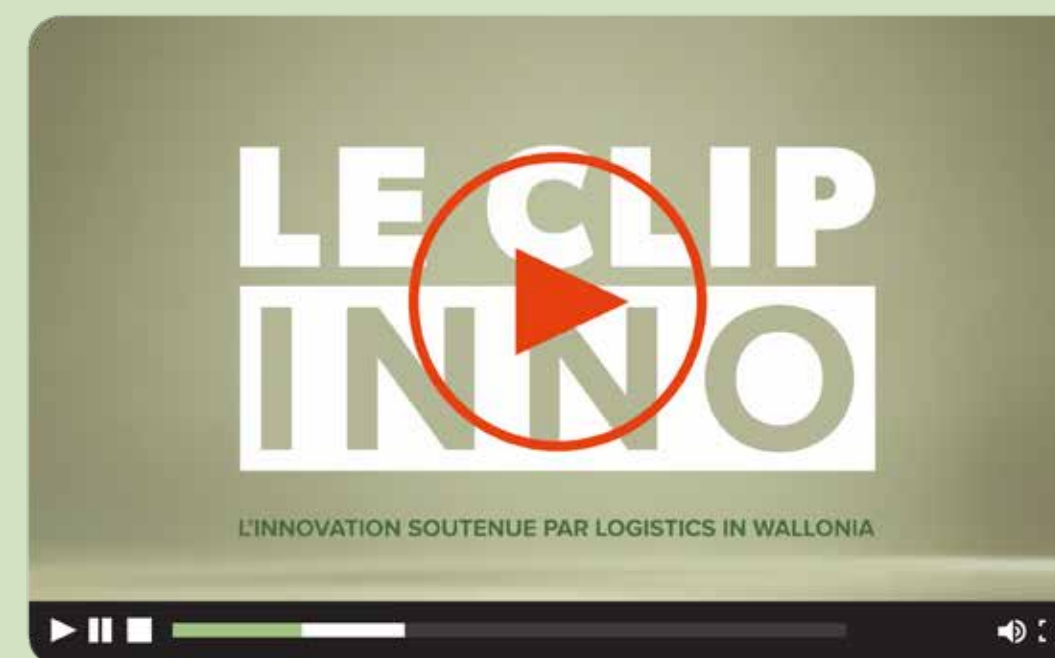 LE CLIP
INNO
L'INNOVATION SOUTENUE PAR LOGISTICS IN WALLONIA